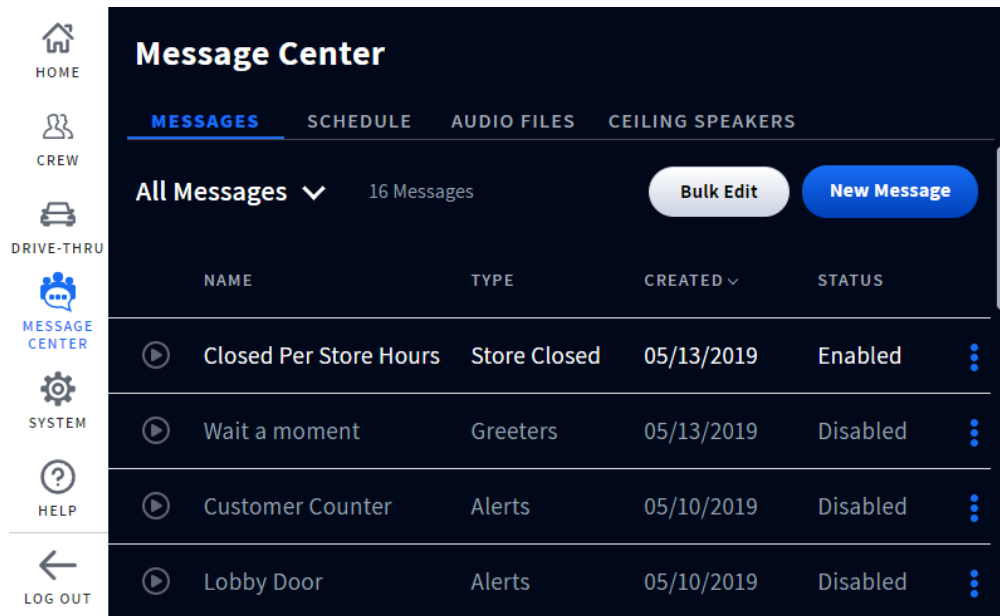 HOME
CREW
DRIVE-THRU
MESSAGE
CENTER
SYSTEM
HELP
LOG OUT
Message Center
MESSAGES SCHEDULE AUDIO FILES CEILING SPEAKERS
All Messages 16 Messages Bulk Edit New Message
NAME TYPE CREATED STATUS
Closed Per Store Hours Store Closed 05/13/2019 Enabled
Wait a moment Greeters 05/13/2019 Disabled
Customer Counter Alerts 05/10/2019 Disabled
Lobby Door Alerts 05/10/2019 Disabled